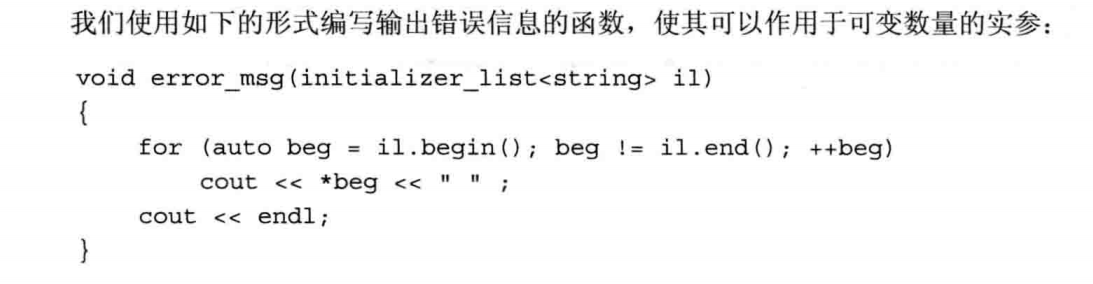 我们使用如下的形式编写输出错误信息的函数，使其可以作用于可变数量的实参：
void error_msg(initializer_list<string> il)
{
    for (auto beg = il.begin(); beg != il.end(); ++beg)
        cout << *beg << " " ;
    cout << endl;
}